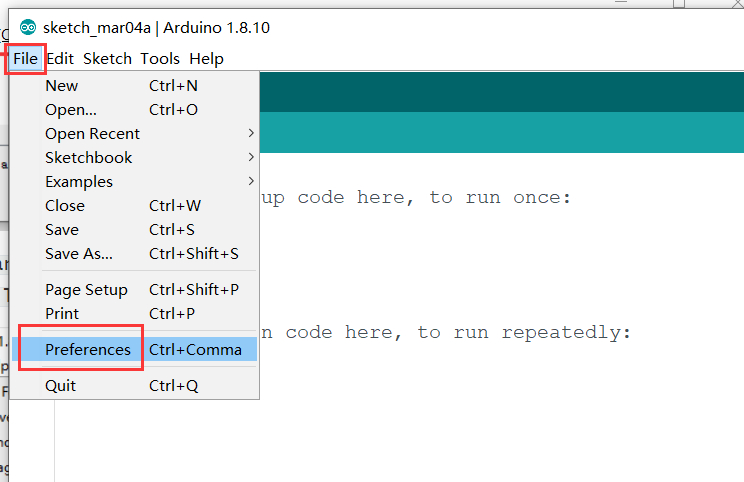 sketch_mar04a | Arduino 1.8.10
File Edit Sketch Tools Help
New Ctrl+N
Open... Ctrl+O
Open Recent
Sketchbook
Examples
Close Ctrl+W
Save Ctrl+S
Save As... Ctrl+Shift+S
Page Setup Ctrl+Shift+P
Print Ctrl+P
Preferences Ctrl+Comma
Quit Ctrl+Q
up code here, to run once:
n code here, to run repeatedly: